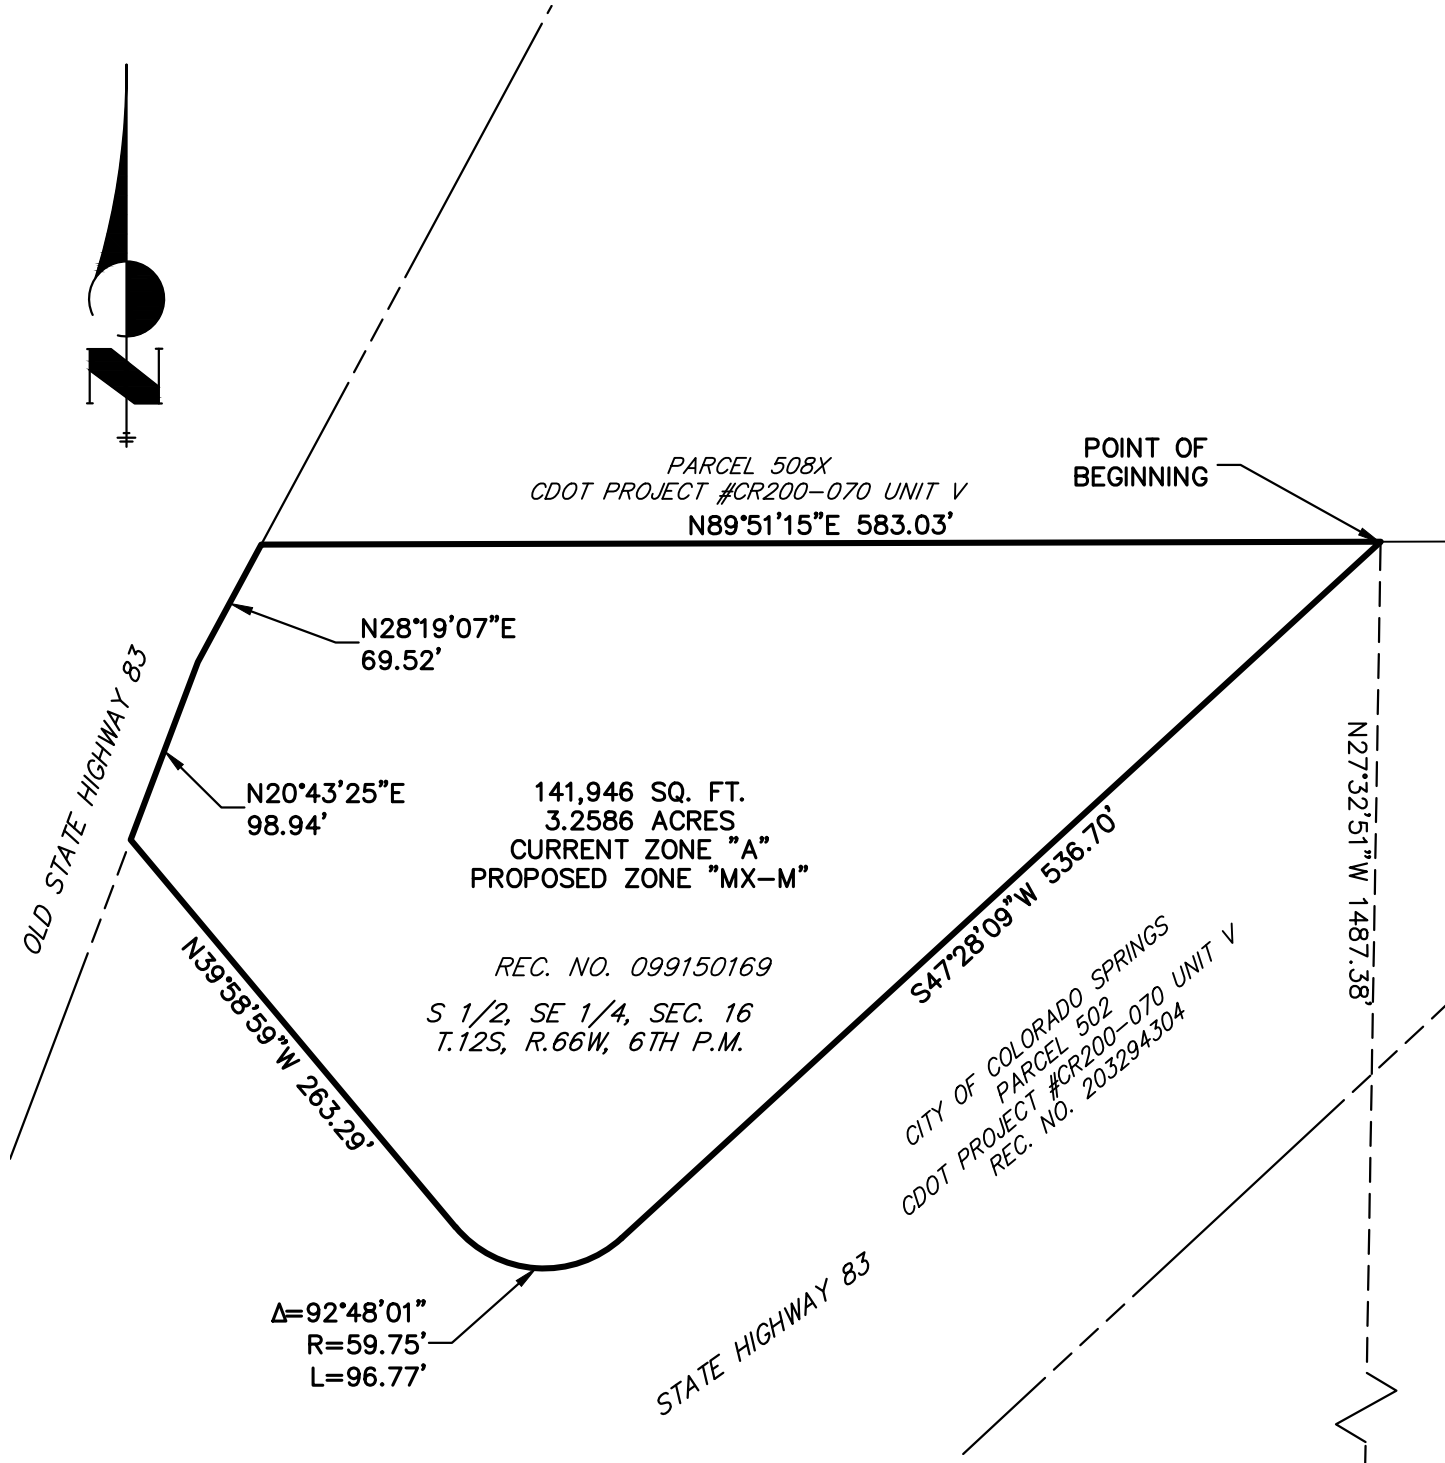 N
PARCEL 508X
CDOT PROJECT #CR200-070 UNIT V
N89°51'15"E 583.03'
POINT OF
BEGINNING
N28°19'07"E
69.52'
OLD STATE HIGHWAY 83
N20°43'25"E
98.94'
141,946 SQ. FT.
3.2586 ACRES
CURRENT ZONE "A"
PROPOSED ZONE "MX-M"
N27°32'51"W 1487.38'
S47°28'09"W 536.70'
N39°58'59"W 263.29'
REC. NO. 099150169
S 1/2, SE 1/4, SEC. 16
T.12S, R.66W, 6TH P.M.
CITY OF COLORADO SPRINGS
PARCEL 502
CDOT PROJECT #CR200-070 UNIT V
REC. NO. 203294304
STATE HIGHWAY 83
Δ=92°48'01"
R=59.75'
L=96.77'